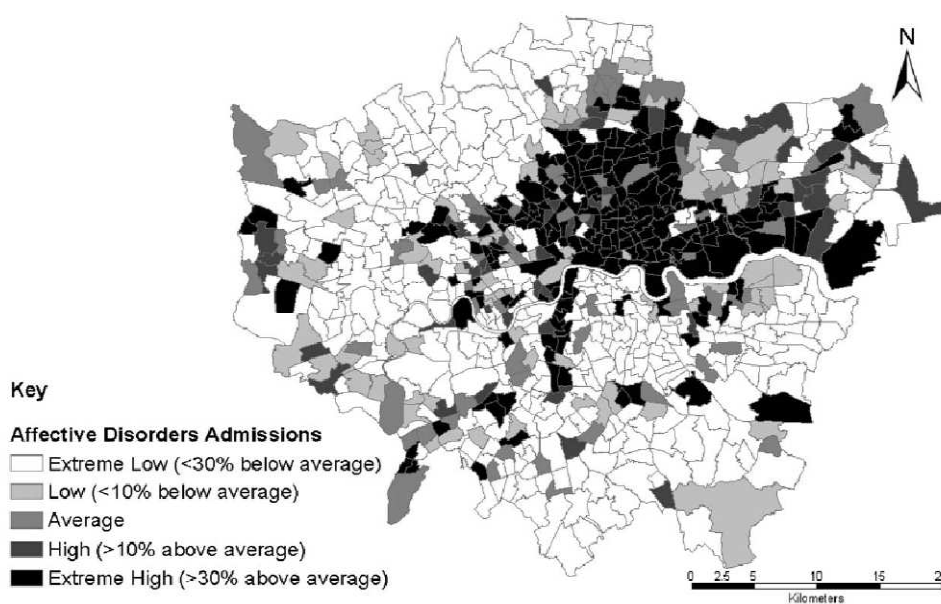 N
Key
Affective Disorders Admissions
Extreme Low (<30% below average)
Low (<10% below average)
Average
High (>10% above average)
Extreme High (>30% above average)
0 2.5 5 10 15
Kilometers